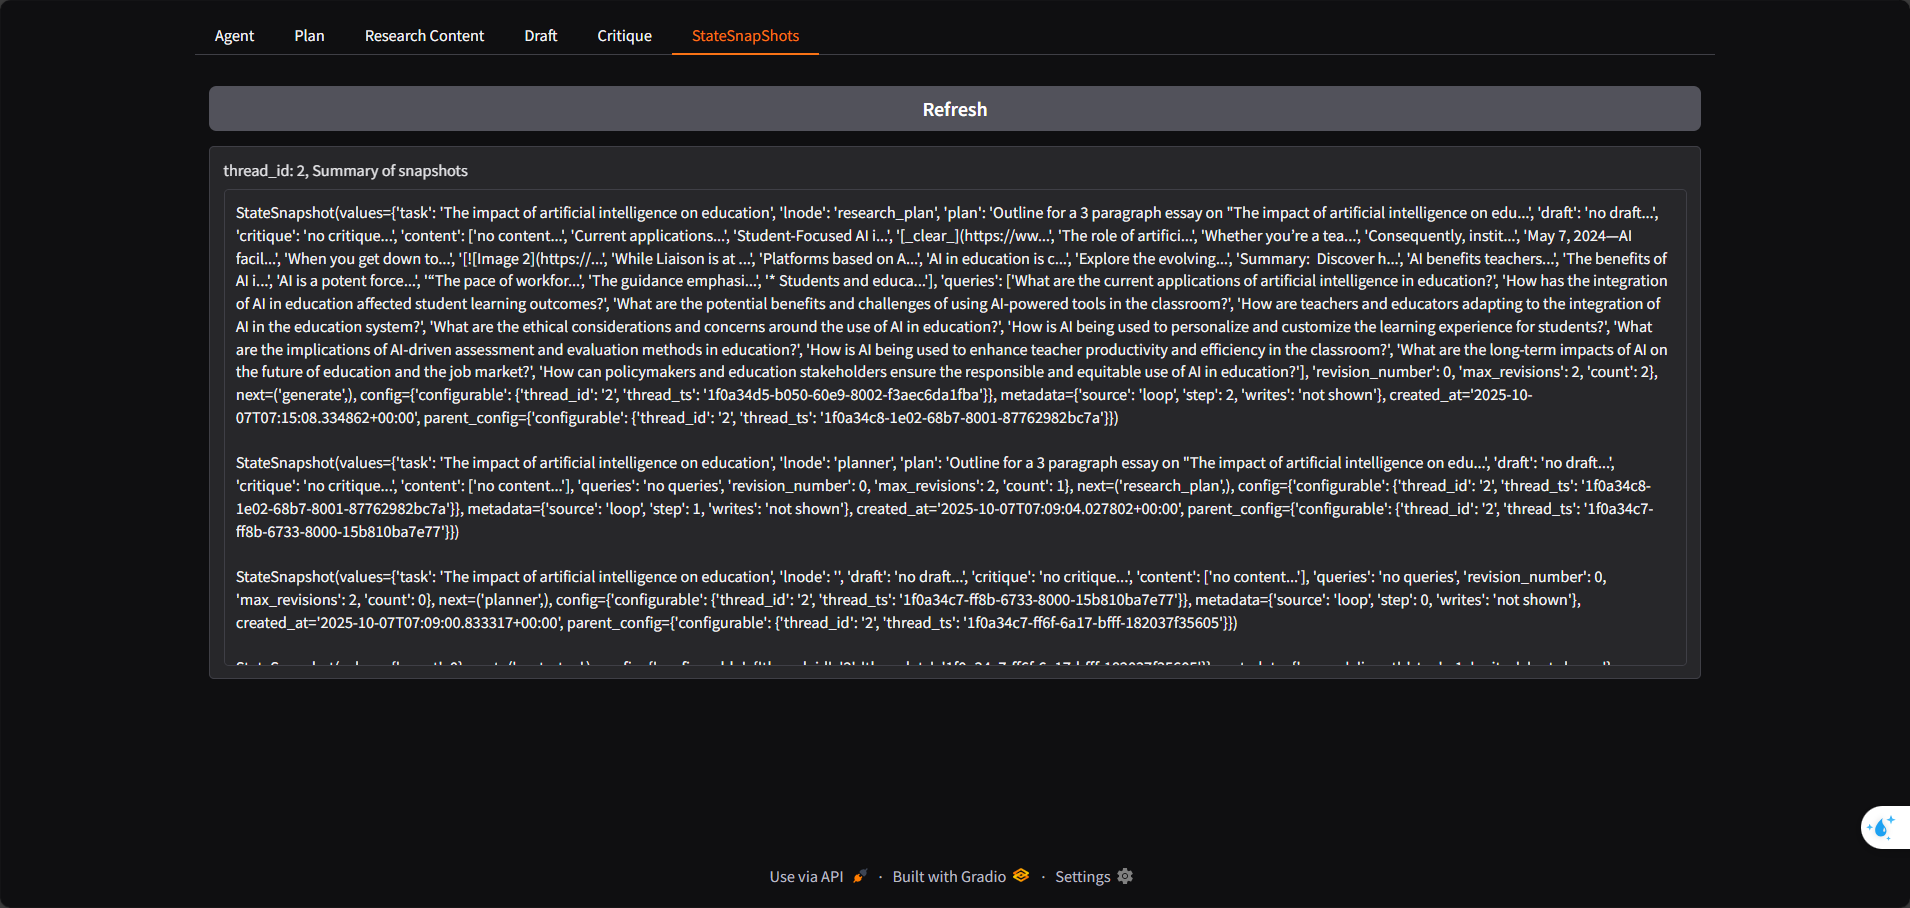 Agent Plan Research Content Draft Critique StateSnapShots
Refresh
thread_id: 2, Summary of snapshots
StateSnapshot(values={'task': 'The impact of artificial intelligence on education', 'lnode': 'research_plan', 'plan': 'Outline for a 3 paragraph essay on "The impact of artificial intelligence on edu...', 'draft': 'no draft...',
'critique': 'no critique...', 'content': ['no content...', 'Current applications...', 'Student-Focused AI i...', '[_clear_](https://ww...', 'The role of artifici...', 'Whether you’re a tea...', 'Consequently, instit...', 'May 7, 2024—AI
facil...', 'When you get down to...', '[![Image 2](https://...', 'While Liaison is at ...', 'Platforms based on A...', 'AI in education is c...', 'Explore the evolving...', 'Summary:  Discover h...', 'AI benefits teachers...', 'The benefits of
AI i...', 'AI is a potent force...', '“The pace of workfor...', 'The guidance emphasi...', '* Students and educa...'], 'queries': ['What are the current applications of artificial intelligence in education?', 'How has the integration
of AI in education affected student learning outcomes?', 'What are the potential benefits and challenges of using AI-powered tools in the classroom?', 'How are teachers and educators adapting to the integration of
AI in the education system?', 'What are the ethical considerations and concerns around the use of AI in education?', 'How is AI being used to personalize and customize the learning experience for students?', 'What
are the implications of AI-driven assessment and evaluation methods in education?', 'How is AI being used to enhance teacher productivity and efficiency in the classroom?', 'What are the long-term impacts of AI on
the future of education and the job market?', 'How can policymakers and education stakeholders ensure the responsible and equitable use of AI in education?'], 'revision_number': 0, 'max_revisions': 2, 'count': 2},
next=('generate',), config={'configurable': {'thread_id': '2', 'thread_ts': '1f0a34d5-b050-60e9-8002-f3aec6da1fba'}}, metadata={'source': 'loop', 'step': 2, 'writes': 'not shown'}, created_at='2025-10-
07T07:15:08.334862+00:00', parent_config={'configurable': {'thread_id': '2', 'thread_ts': '1f0a34c8-1e02-68b7-8001-87762982bc7a'}})
StateSnapshot(values={'task': 'The impact of artificial intelligence on education', 'lnode': 'planner', 'plan': 'Outline for a 3 paragraph essay on "The impact of artificial intelligence on edu...', 'draft': 'no draft...',
'critique': 'no critique...', 'content': ['no content...'], 'queries': 'no queries', 'revision_number': 0, 'max_revisions': 2, 'count': 1}, next=('research_plan',), config={'configurable': {'thread_id': '2', 'thread_ts': '1f0a34c8-
1e02-68b7-8001-87762982bc7a'}}, metadata={'source': 'loop', 'step': 1, 'writes': 'not shown'}, created_at='2025-10-07T07:09:04.027802+00:00', parent_config={'configurable': {'thread_id': '2', 'thread_ts': '1f0a34c7-
ff8b-6733-8000-15b810ba7e77'}})
StateSnapshot(values={'task': 'The impact of artificial intelligence on education', 'lnode': '', 'draft': 'no draft...', 'critique': 'no critique...', 'content': ['no content...'], 'queries': 'no queries', 'revision_number': 0,
'max_revisions': 2, 'count': 0}, next=('planner',), config={'configurable': {'thread_id': '2', 'thread_ts': '1f0a34c7-ff8b-6733-8000-15b810ba7e77'}}, metadata={'source': 'loop', 'step': 0, 'writes': 'not shown'},
created_at='2025-10-07T07:09:00.833317+00:00', parent_config={'configurable': {'thread_id': '2', 'thread_ts': '1f0a34c7-ff6f-6a17-bfff-182037f35605'}})
Use via API · Built with Gradio · Settings